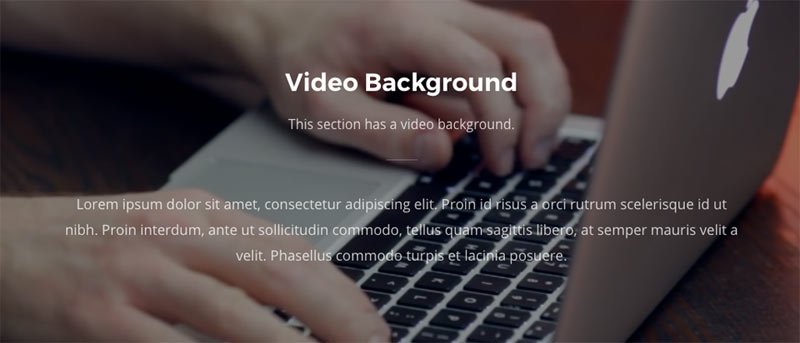 Video Background
This section has a video background.
Lorem ipsum dolor sit amet, consectetur adipiscing elit. Proin id risus a orci rutrum scelerisque id ut
nibh. Proin interdum, ante ut sollicitudin commodo, tellus quam sagittis libero, at semper mauris velit a
velit. Phasellus commodo turpis et lacinia posuere.